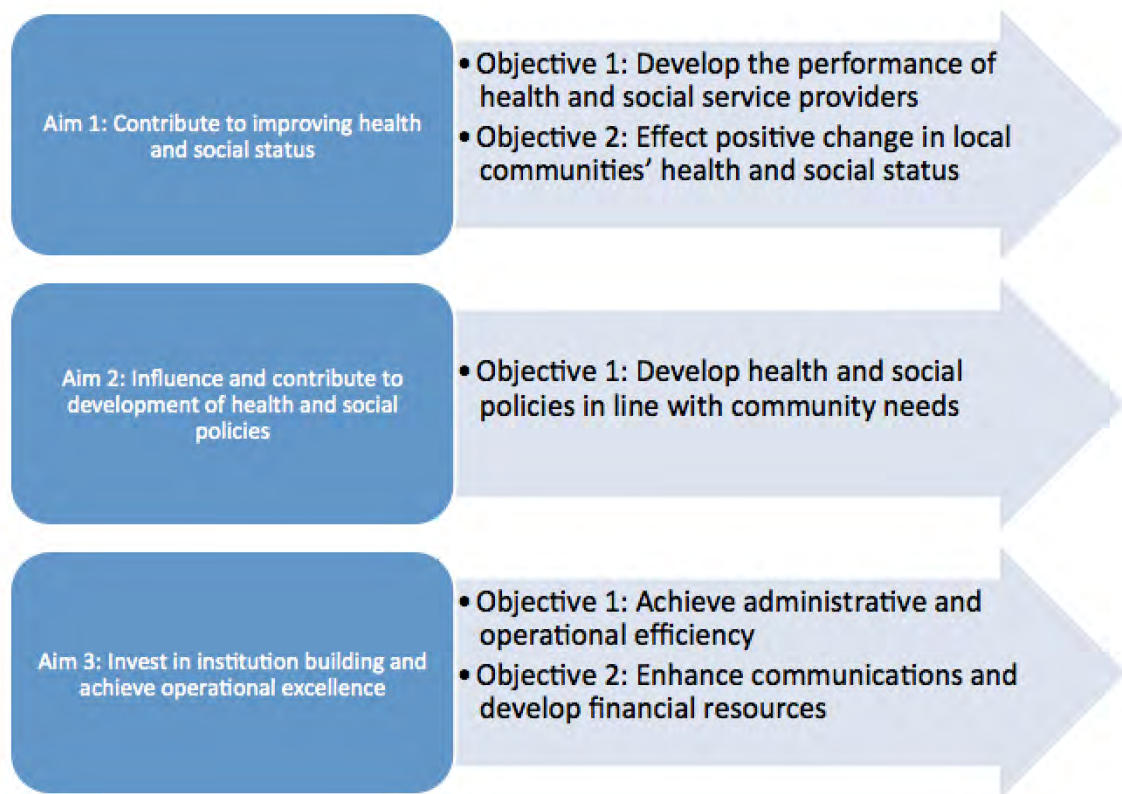 Aim 1: Contribute to improving health
and social status
• Objective 1: Develop the performance of
health and social service providers
• Objective 2: Effect positive change in local
communities’ health and social status
Aim 2: Influence and contribute to
development of health and social
policies
• Objective 1: Develop health and social
policies in line with community needs
Aim 3: Invest in institution building and
achieve operational excellence
• Objective 1: Achieve administrative and
operational efficiency
• Objective 2: Enhance communications and
develop financial resources